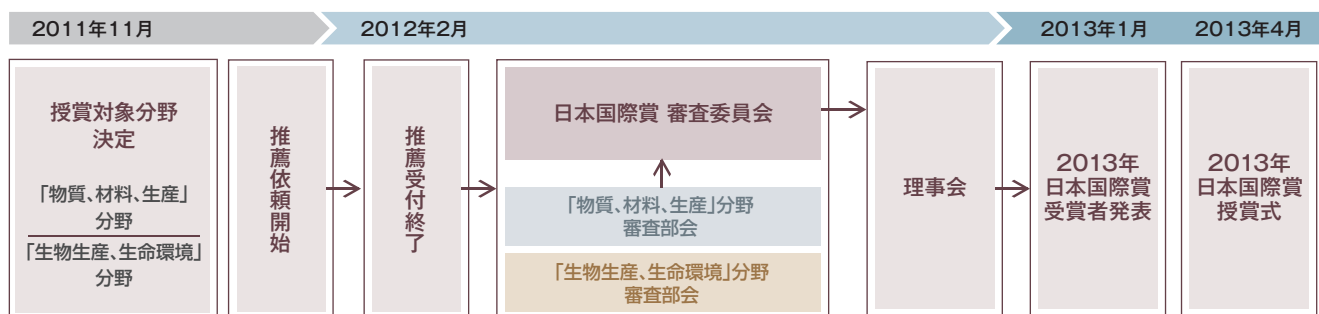 2011年11月
2012年2月
2013年1月
2013年4月
授賞対象分野
決定
「物質、材料、生産」
分野
「生物生産、生命環境」
分野
推薦依頼開始
推薦受付終了
日本国際賞 審査委員会
「物質、材料、生産」分野
審査部会
「生物生産、生命環境」分野
審査部会
理事会
2013年
日本国際賞
受賞者発表
2013年
日本国際賞
授賞式